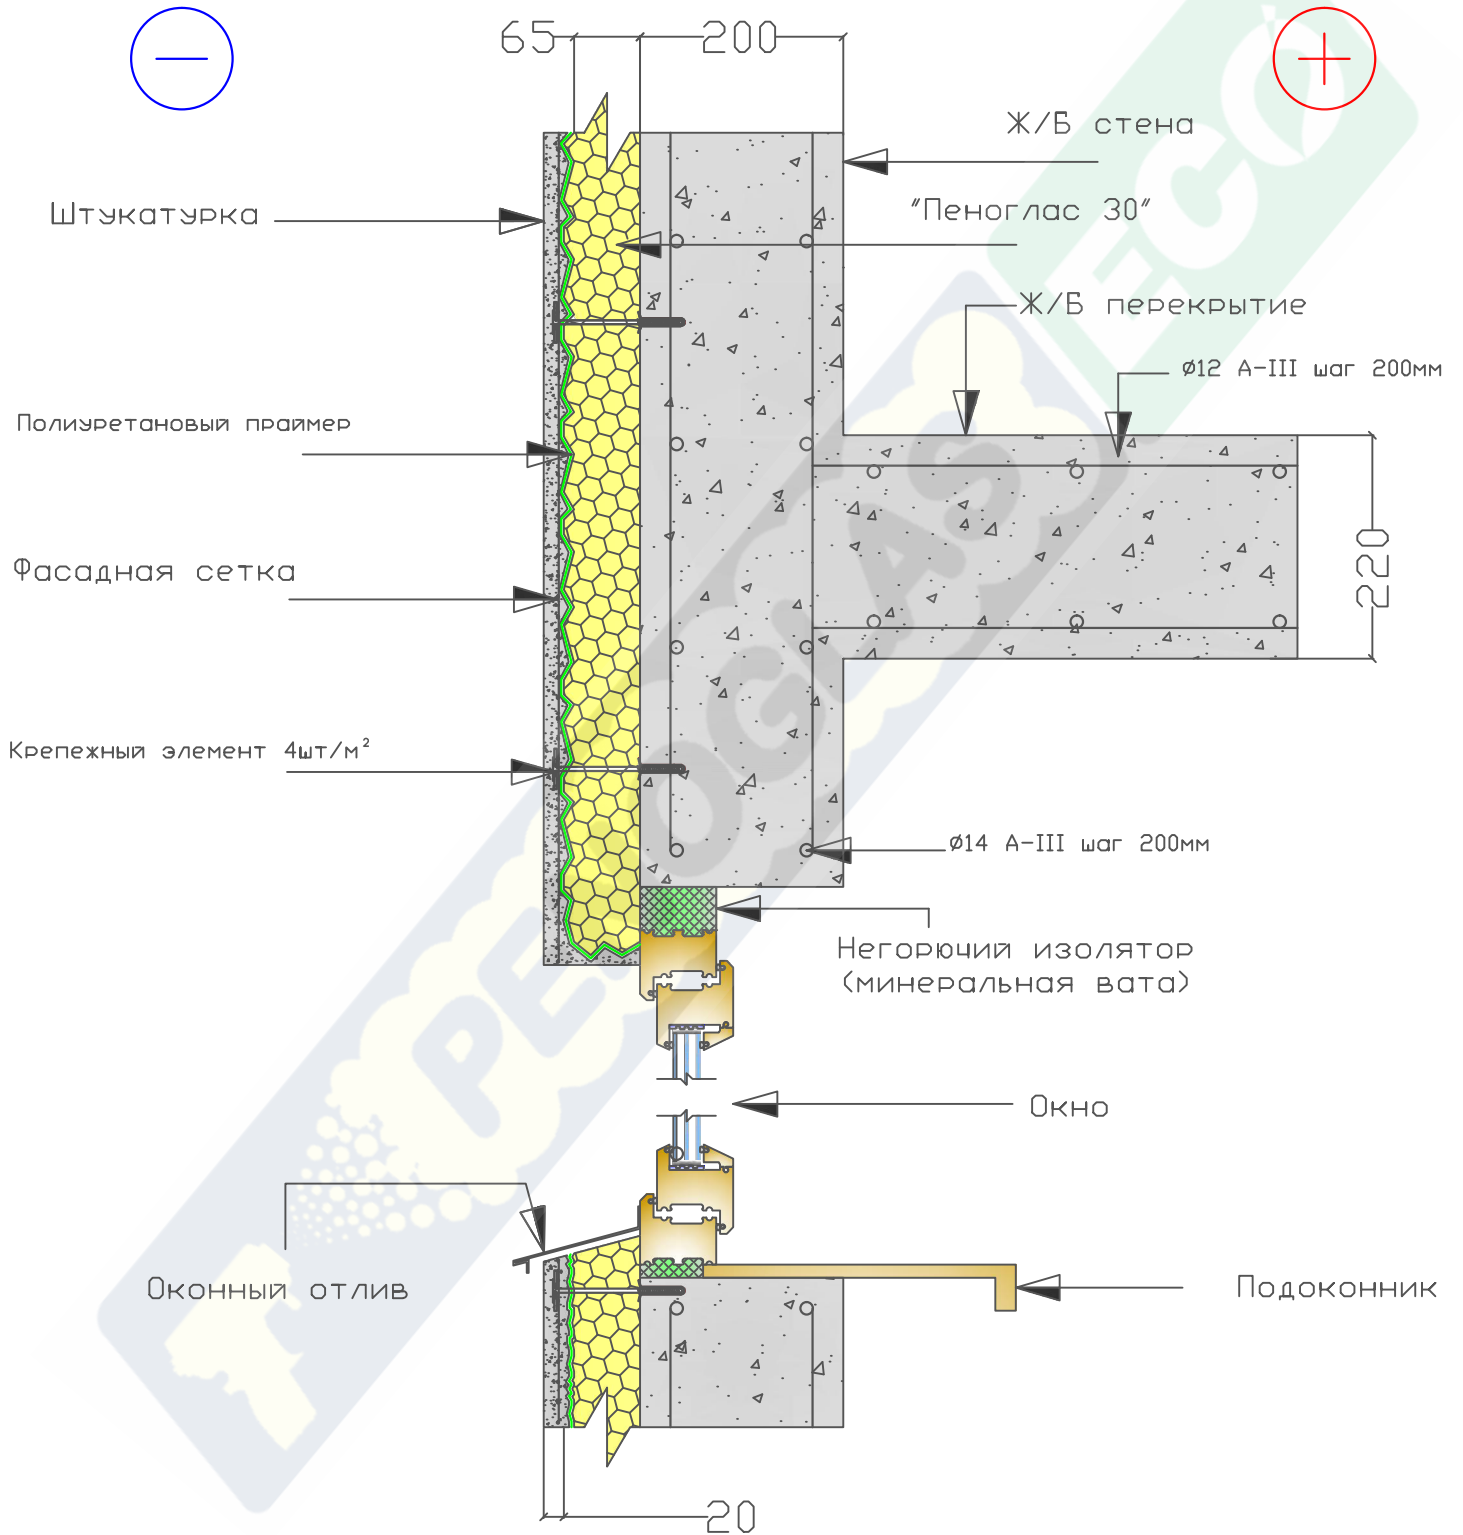 65
200
Ж/Б стена
"Пеноглас 30"
Штукатурка
Ж/Б перекрытие
ø12 А-III шаг 200мм
Полиуретановый праймер
220
Фасадная сетка
Крепежный элемент 4шт/м²
ø14 А-III шаг 200мм
Негорючий изолятор
(минеральная вата)
Окно
Оконный отлив
Подоконник
20
PENOGLAS
ECO